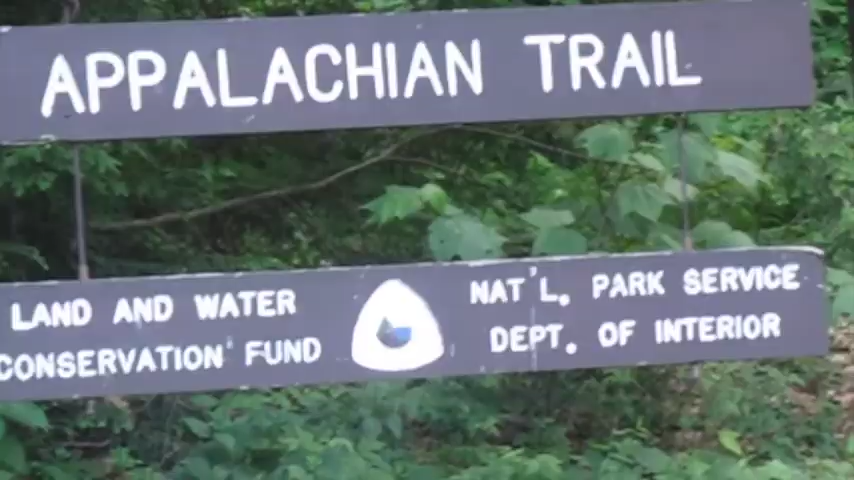 APPALACHIAN TRAIL
LAND AND WATER
CONSERVATION FUND
NAT'L. PARK SERVICE
DEPT. OF INTERIOR